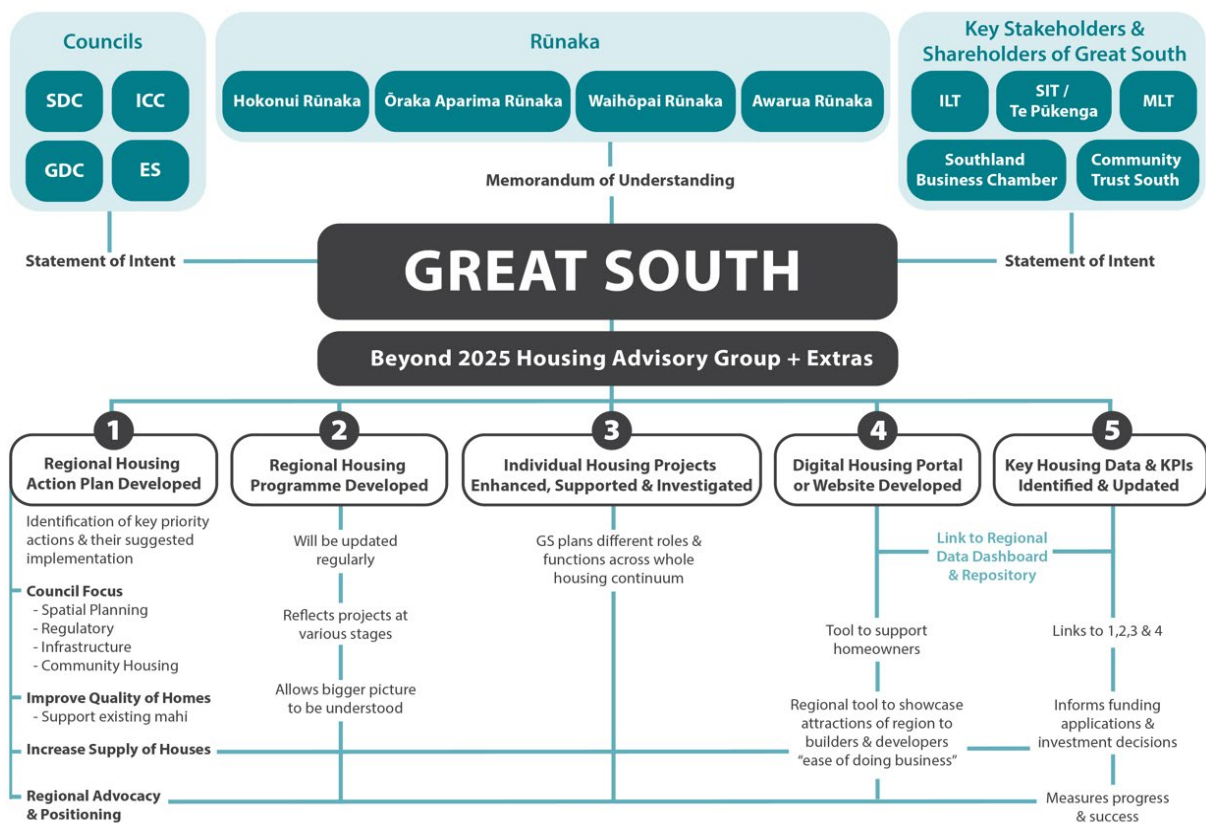 Councils
SDC
ICC
GDC
ES
Rūnaka
Hokonui Rūnaka
Ōraka Aparima Rūnaka
Waihōpai Rūnaka
Awarua Rūnaka
Key Stakeholders &
Shareholders of Great South
ILT
SIT /
Te Pūkenga
MLT
Southland
Business Chamber
Community
Trust South
Statement of Intent
Memorandum of Understanding
Statement of Intent
GREAT SOUTH
Beyond 2025 Housing Advisory Group + Extras
1
Regional Housing
Action Plan Developed
Identification of key priority
actions & their suggested
implementation
Council Focus
- Spatial Planning
- Regulatory
- Infrastructure
- Community Housing
Improve Quality of Homes
- Support existing mahi
Increase Supply of Houses
Regional Advocacy
& Positioning
2
Regional Housing
Programme Developed
Will be updated
regularly
Reflects projects at
various stages
Allows bigger picture
to be understood
3
Individual Housing Projects
Enhanced, Supported & Investigated
GS plans different roles &
functions across whole
housing continuum
4
Digital Housing Portal
or Website Developed
Link to Regional
Data Dashboard
& Repository
Tool to support
homeowners
Regional tool to showcase
attractions of region to
builders & developers
“ease of doing business”
5
Key Housing Data & KPIs
Identified & Updated
Links to 1,2,3 & 4
Informs funding
applications &
investment decisions
Measures progress
& success